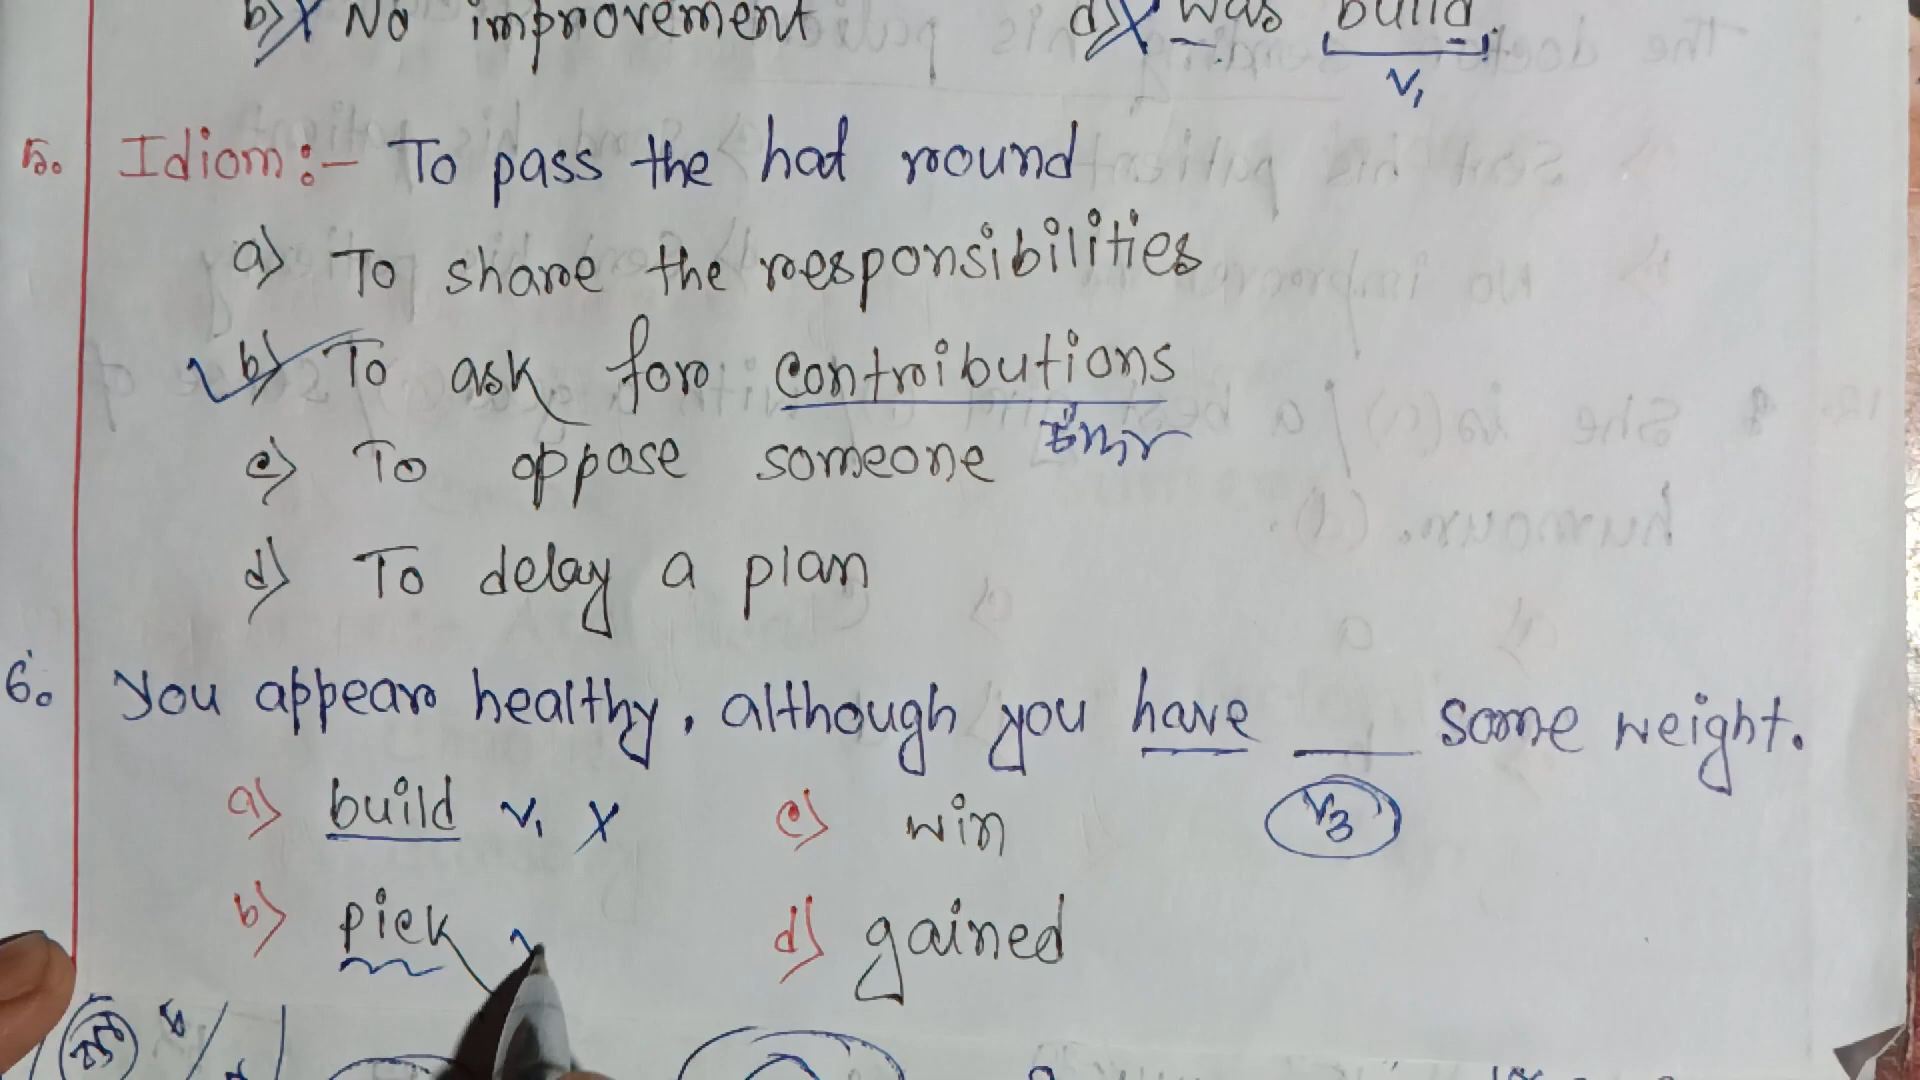 b) X No improvement d) X was build.
V1
5. Idiom:- To pass the hat round
a) To share the responsibilities
b) To ask for contributions
c) To oppose someone
d) To delay a plan
6. You appear healthy, although you have ___ some weight.
V3
a) build V1 X c) win
b) pick d) gained